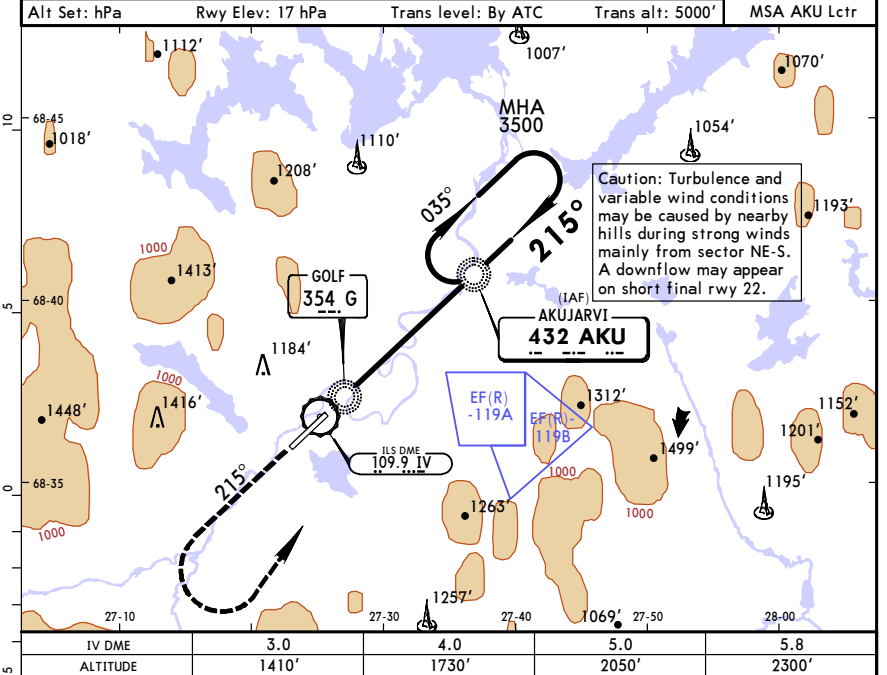 Alt Set: hPa Rwy Elev: 17 hPa Trans level: By ATC Trans alt: 5000' MSA AKU Lctr
1112'
1007'
1070'
MHA
3500
10
68-45
1018'
1110'
1054'
1208'
Caution: Turbulence and
variable wind conditions
may be caused by nearby
hills during strong winds
mainly from sector NE-S.
A downflow may appear
on short final rwy 22.
1193'
035°
215°
1000
1413'
GOLF
354 G
(IAF)
AKUJARVI
432 AKU
5
68-40
1184'
1000
1416'
1448'
EF(R)
-119A
EF(R)-
119B
1312'
1152'
1201'
1499'
ILS DME
109.9 IV
215°
1000
0
68-35
1195'
1263'
1000
1000
1257'
1069'
27-10
27-30
27-40
27-50
28-00
IV DME 3.0 4.0 5.0 5.8
ALTITUDE 1410' 1730' 2050' 2300'
5